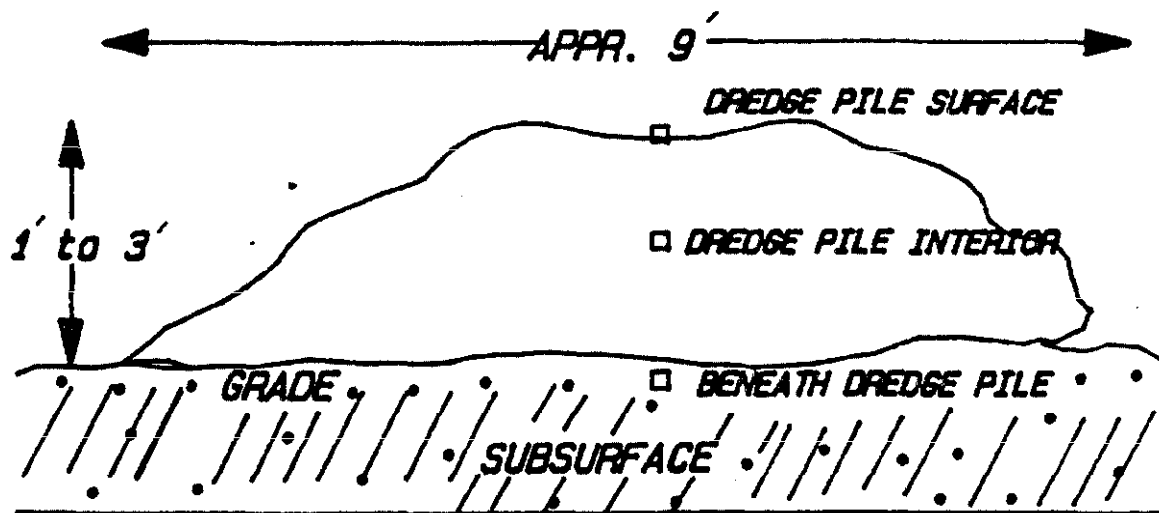 APPR. 9'
DREDGE PILE SURFACE
1' to 3'
DREDGE PILE INTERIOR
GRADE
BENEATH DREDGE PILE
SUBSURFACE